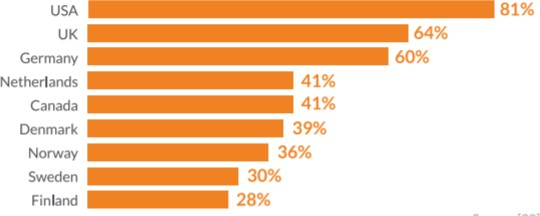 USA 81%
UK 64%
Germany 60%
Netherlands 41%
Canada 41%
Denmark 39%
Norway 36%
Sweden 30%
Finland 28%